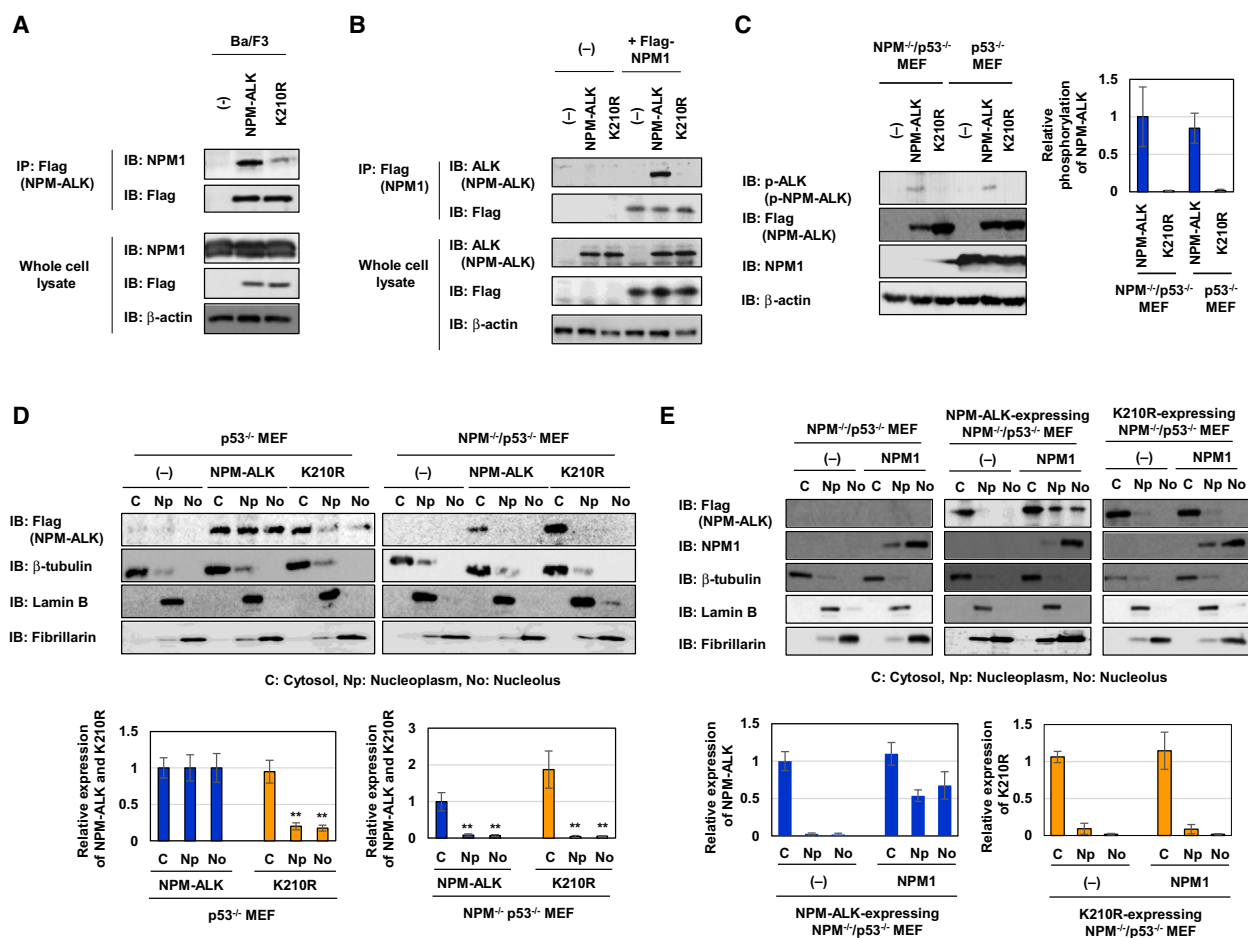 A
Ba/F3
(-)
NPM-ALK
K210R
IP: Flag
(NPM-ALK)
IB: NPM1
IB: Flag
Whole cell
lysate
IB: NPM1
IB: Flag
IB: β-actin
B
(–)
+ Flag-
NPM1
(–)
NPM-ALK
K210R
(–)
NPM-ALK
K210R
IP: Flag
(NPM1)
IB: ALK
(NPM-ALK)
IB: Flag
Whole cell
lysate
IB: ALK
(NPM-ALK)
IB: Flag
IB: β-actin
C
NPM-/-/p53-/-
MEF
p53-/-
MEF
(–)
NPM-ALK
K210R
(–)
NPM-ALK
K210R
IB: p-ALK
(p-NPM-ALK)
IB: Flag
(NPM-ALK)
IB: NPM1
IB: β-actin
Relative
phosphorylation
of NPM-ALK
1.5
1
0.5
0
NPM-ALK
K210R
NPM-ALK
K210R
NPM-/-/p53-/-
MEF
p53-/-
MEF
D
p53-/- MEF
NPM-/-/p53-/- MEF
(–) NPM-ALK K210R
(–) NPM-ALK K210R
C Np No C Np No C Np No
C Np No C Np No C Np No
IB: Flag
(NPM-ALK)
IB: β-tubulin
IB: Lamin B
IB: Fibrillarin
C: Cytosol, Np: Nucleoplasm, No: Nucleolus
Relative expression
of NPM-ALK and K210R
1.5
1
0.5
0
** **
C Np No C Np No
NPM-ALK K210R
p53-/- MEF
Relative expression
of NPM-ALK and K210R
3
2
1
0
** ** ** **
C Np No C Np No
NPM-ALK K210R
NPM-/- p53-/- MEF
E
NPM-/-/p53-/- MEF
NPM-ALK-expressing
NPM-/-/p53-/- MEF
K210R-expressing
NPM-/-/p53-/- MEF
(–) NPM1
(–) NPM1
(–) NPM1
C Np No C Np No
C Np No C Np No
C Np No C Np No
IB: Flag
(NPM-ALK)
IB: NPM1
IB: β-tubulin
IB: Lamin B
IB: Fibrillarin
C: Cytosol, Np: Nucleoplasm, No: Nucleolus
Relative expression
of NPM-ALK
1.5
1
0.5
0
C Np No C Np No
(–) NPM1
NPM-ALK-expressing
NPM-/-/p53-/- MEF
Relative expression
of K210R
1.5
1
0.5
0
C Np No C Np No
(–) NPM1
K210R-expressing
NPM-/-/p53-/- MEF